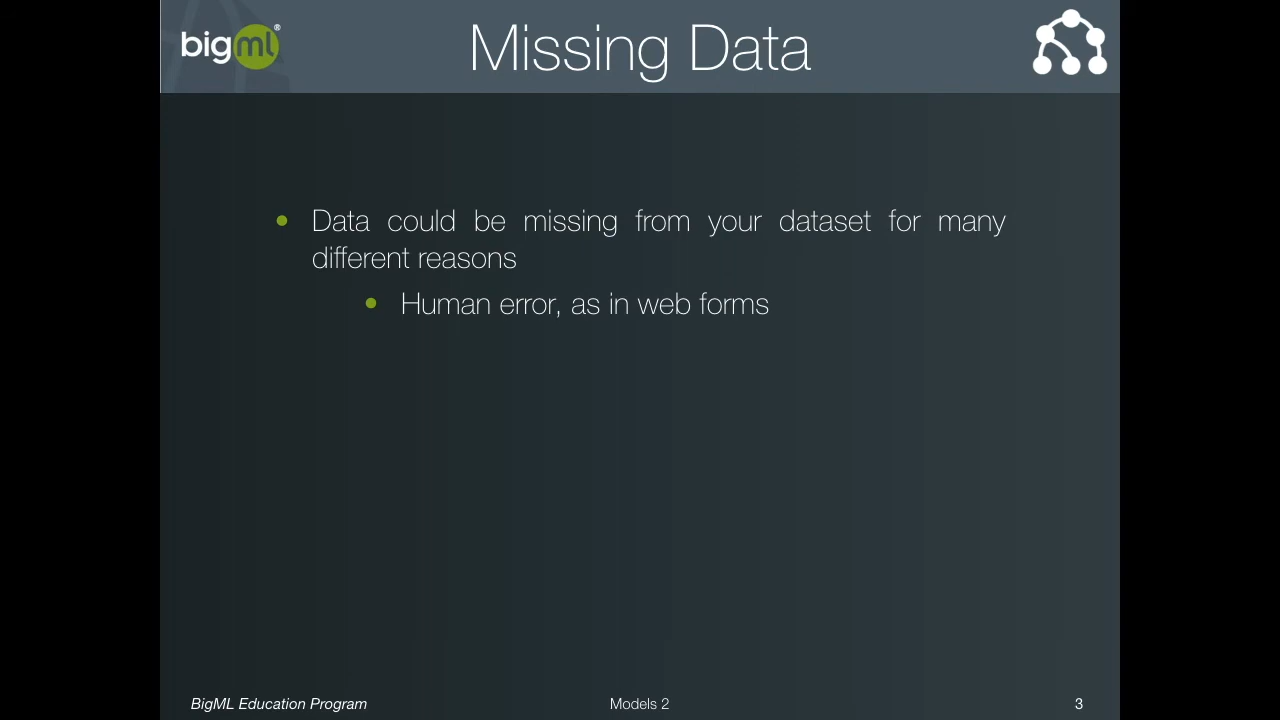 bigml®
Missing Data
• Data could be missing from your dataset for many
different reasons
• Human error, as in web forms
BigML Education Program
Models 2
3